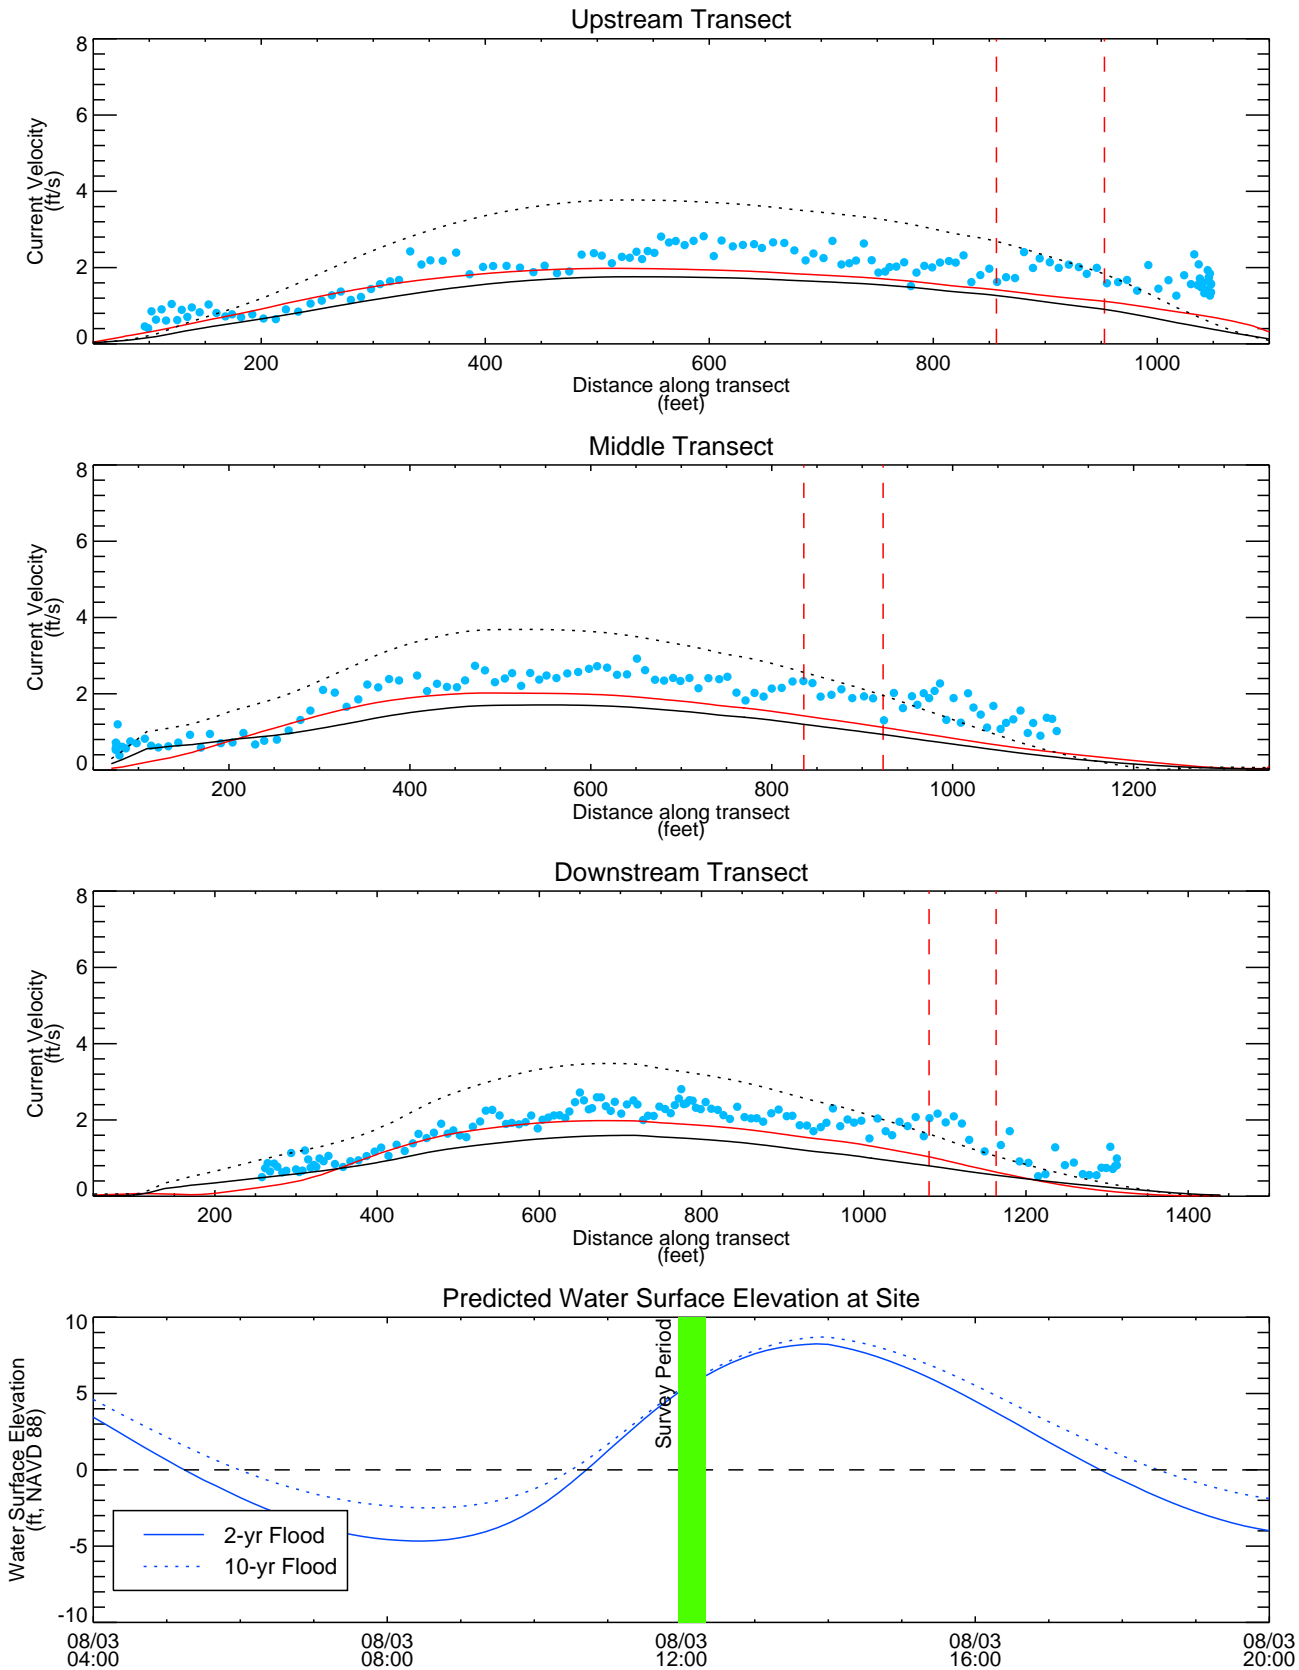 Upstream Transect
8
6
4
2
0
Current Velocity
(ft/s)
200 400 600 800 1000
Distance along transect
(feet)
Middle Transect
8
6
4
2
0
Current Velocity
(ft/s)
200 400 600 800 1000 1200
Distance along transect
(feet)
Downstream Transect
8
6
4
2
0
Current Velocity
(ft/s)
200 400 600 800 1000 1200 1400
Distance along transect
(feet)
Predicted Water Surface Elevation at Site
10
5
0
-5
-10
Water Surface Elevation
(ft, NAVD 88)
Survey Period
2-yr Flood
10-yr Flood
08/03 08/03 08/03 08/03 08/03
04:00 08:00 12:00 16:00 20:00